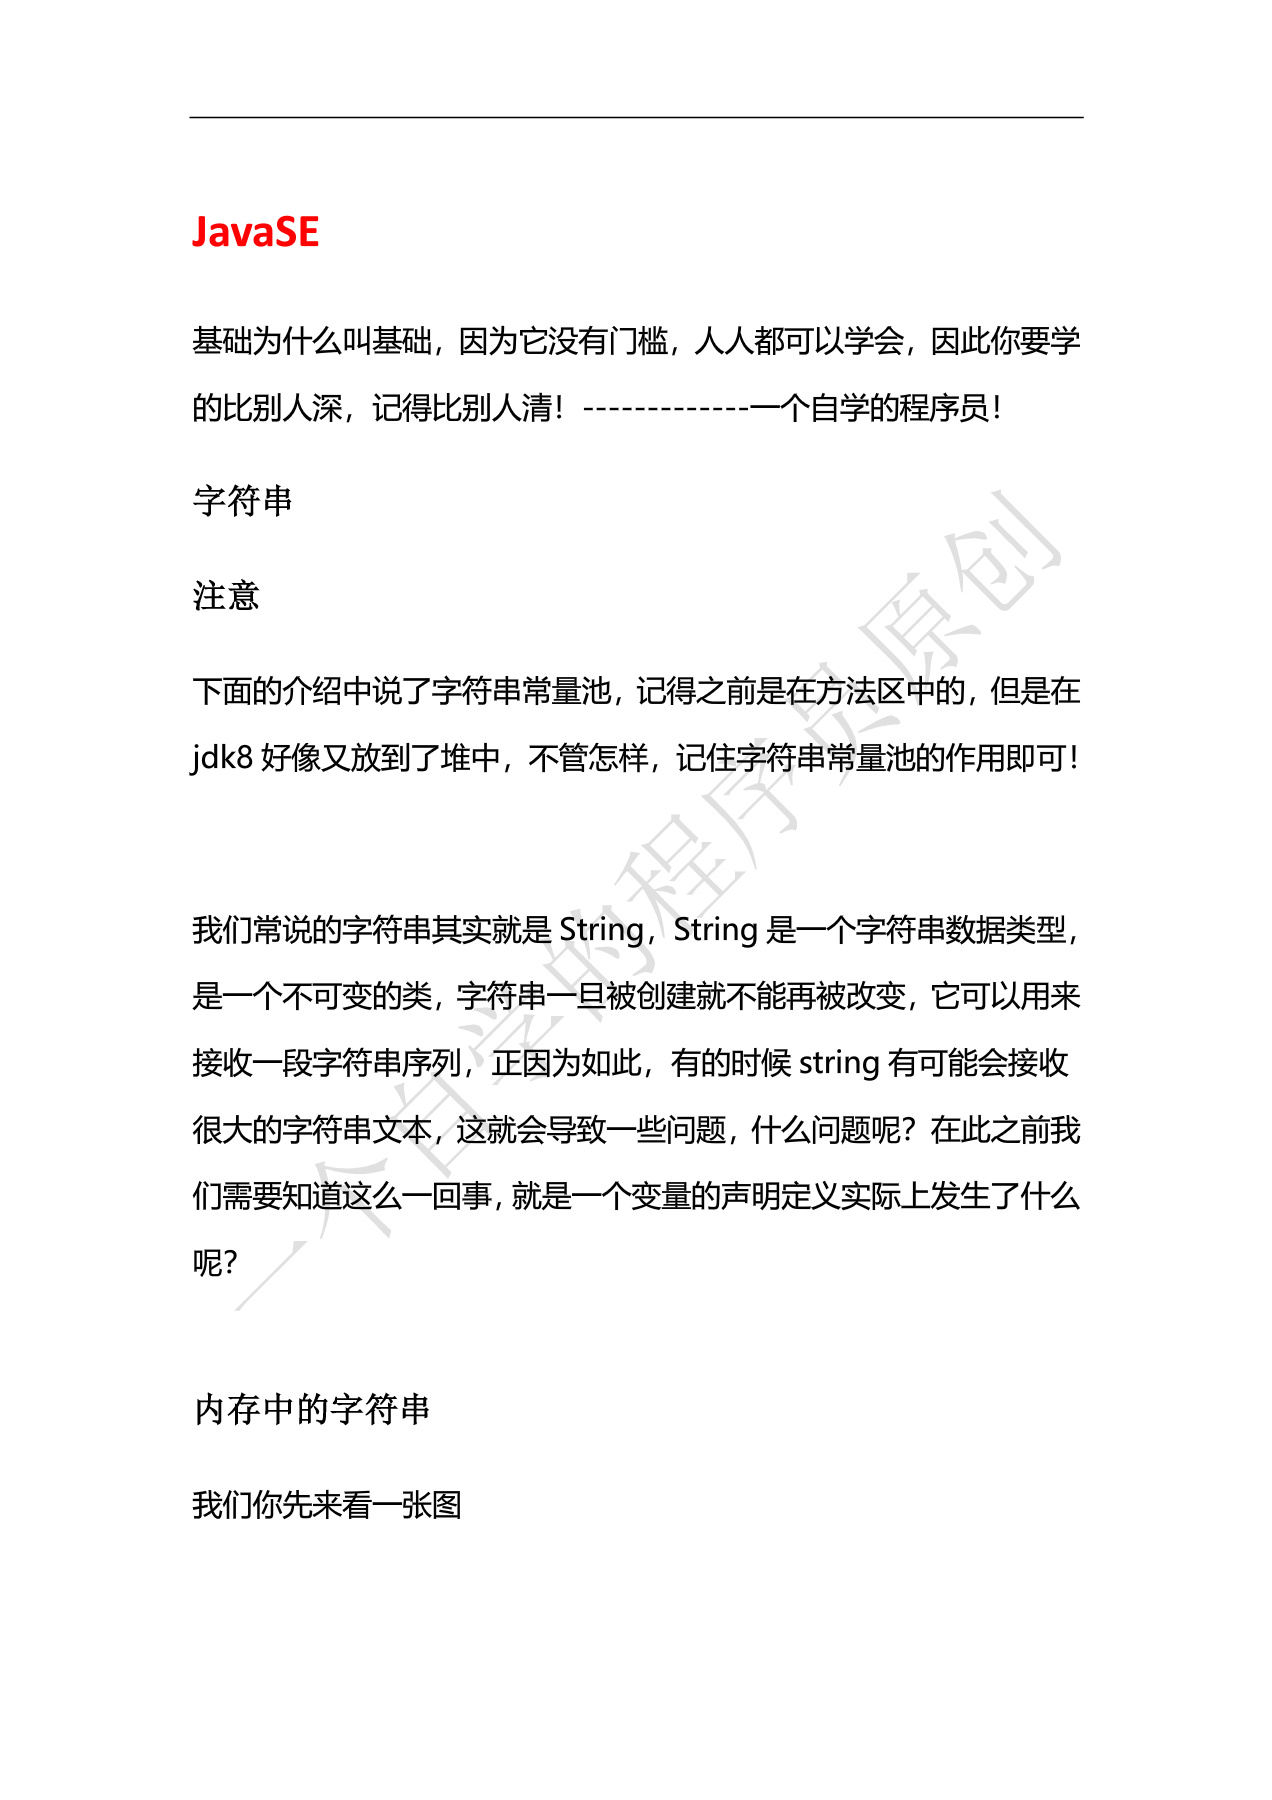 JavaSE
基础为什么叫基础，因为它没有门槛，人人都可以学会，因此你要学
的比别人深，记得比别人清！-------------一个自学的程序员！
字符串
注意
下面的介绍中说了字符串常量池，记得之前是在方法区中的，但是在
jdk8 好像又放到了堆中，不管怎样，记住字符串常量池的作用即可！
我们常说的字符串其实就是 String，String 是一个字符串数据类型，
是一个不可变的类，字符串一旦被创建就不能再被改变，它可以用来
接收一段字符串序列，正因为如此，有的时候 string 有可能会接收
很大的字符串文本，这就会导致一些问题，什么问题呢？在此之前我
们需要知道这么一回事，就是一个变量的声明定义实际上发生了什么
呢？
内存中的字符串
我们你先来看一张图
一个自学的程序员原创